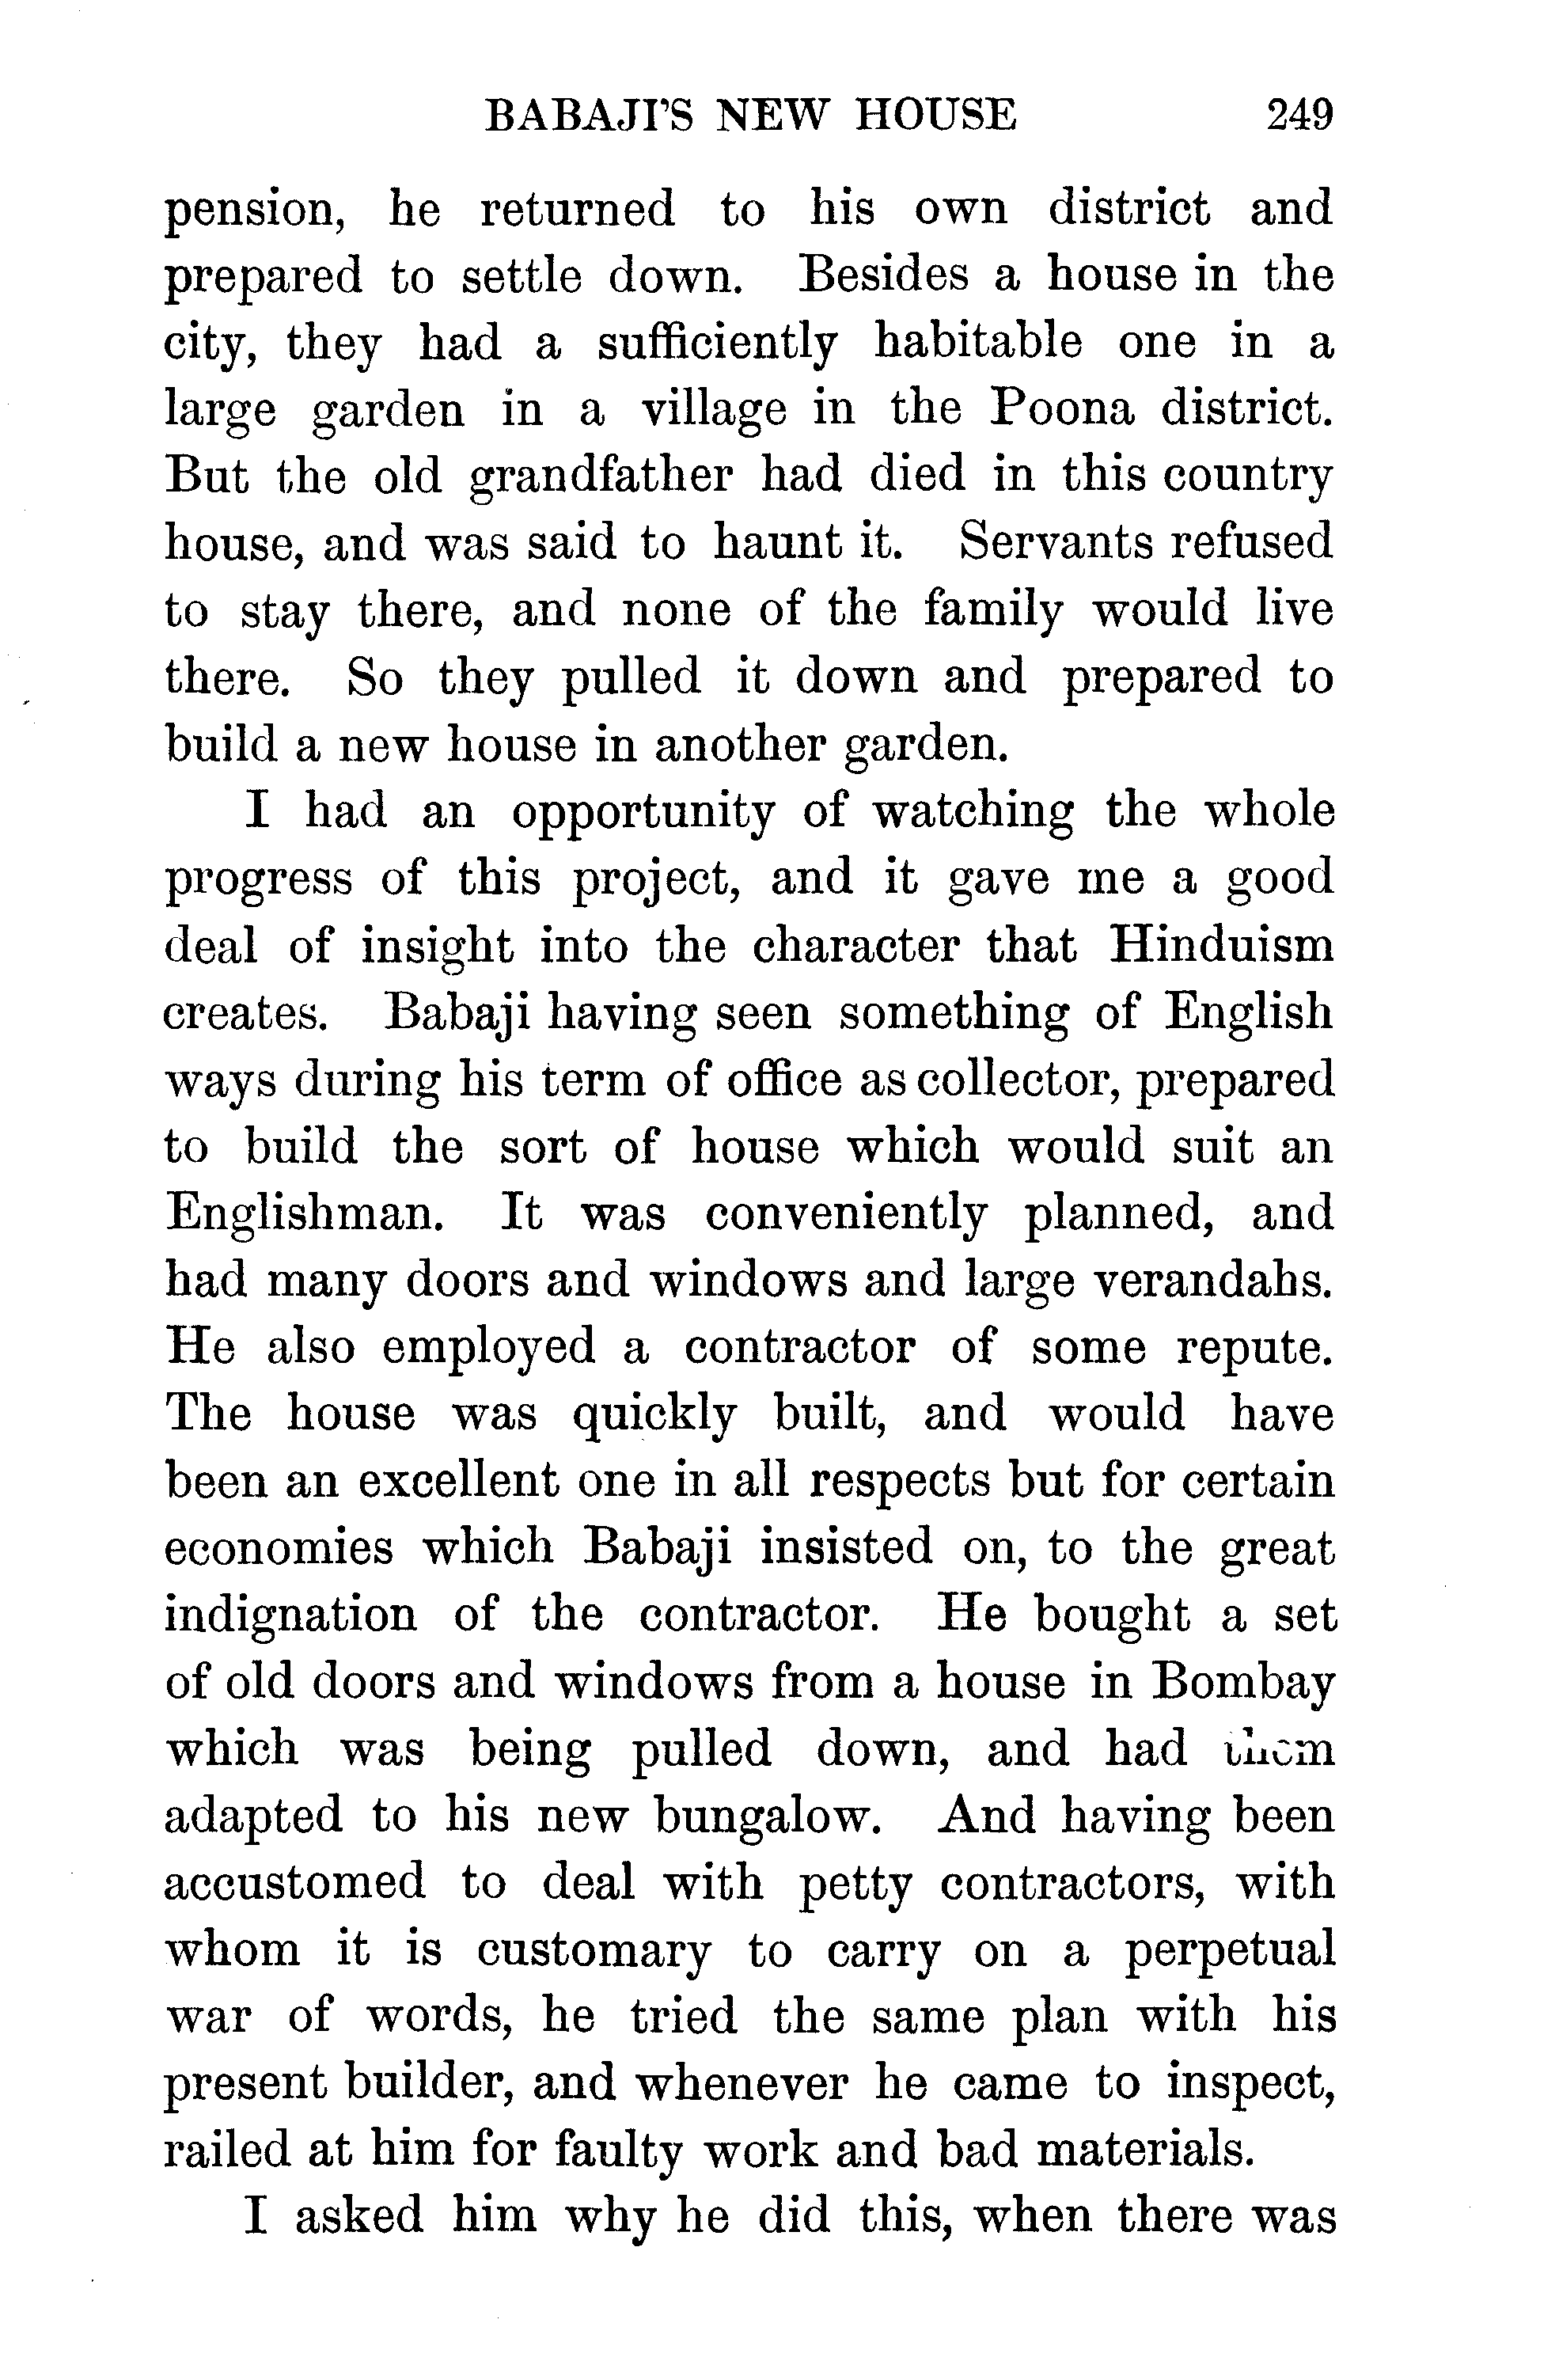 BABAJI'S NEW HOUSE 249
pension, he returned to his own district and
prepared to settle down. Besides a house in the
city, they had a sufficiently habitable one in a
large garden in a village in the Poona district.
But the old grandfather had died in this country
house, and was said to haunt it. Servants refused
to stay there, and none of the family would live
there. So they pulled it down and prepared to
build a new house in another garden.
I had an opportunity of watching the whole
progress of this project, and it gave me a good
deal of insight into the character that Hinduism
creates. Babaji having seen something of English
ways during his term of office as collector, prepared
to build the sort of house which would suit an
Englishman. It was conveniently planned, and
had many doors and windows and large verandahs.
He also employed a contractor of some repute.
The house was quickly built, and would have
been an excellent one in all respects but for certain
economies which Babaji insisted on, to the great
indignation of the contractor. He bought a set
of old doors and windows from a house in Bombay
which was being pulled down, and had them
adapted to his new bungalow. And having been
accustomed to deal with petty contractors, with
whom it is customary to carry on a perpetual
war of words, he tried the same plan with his
present builder, and whenever he came to inspect,
railed at him for faulty work and bad materials.
I asked him why he did this, when there was